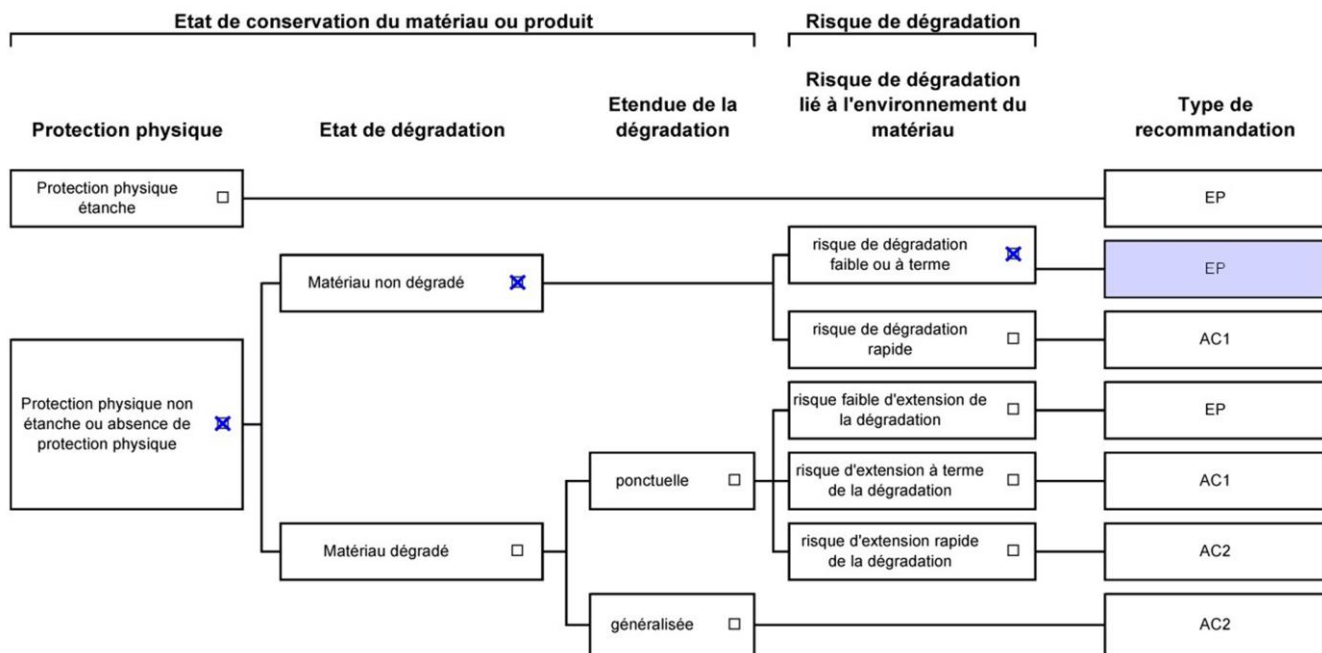 Etat de conservation du matériau ou produit
Risque de dégradation
Protection physique
Etat de dégradation
Etendue de la
dégradation
Risque de dégradation
lié à l'environnement du
matériau
Type de
recommandation
Protection physique
étanche
EP
risque de dégradation
faible ou à terme
EP
Matériau non dégradé
risque de dégradation
rapide
AC1
Protection physique non
étanche ou absence de
protection physique
risque faible d'extension de
la dégradation
EP
ponctuelle
risque d'extension à terme
de la dégradation
AC1
Matériau dégradé
risque d'extension rapide
de la dégradation
AC2
généralisée
AC2